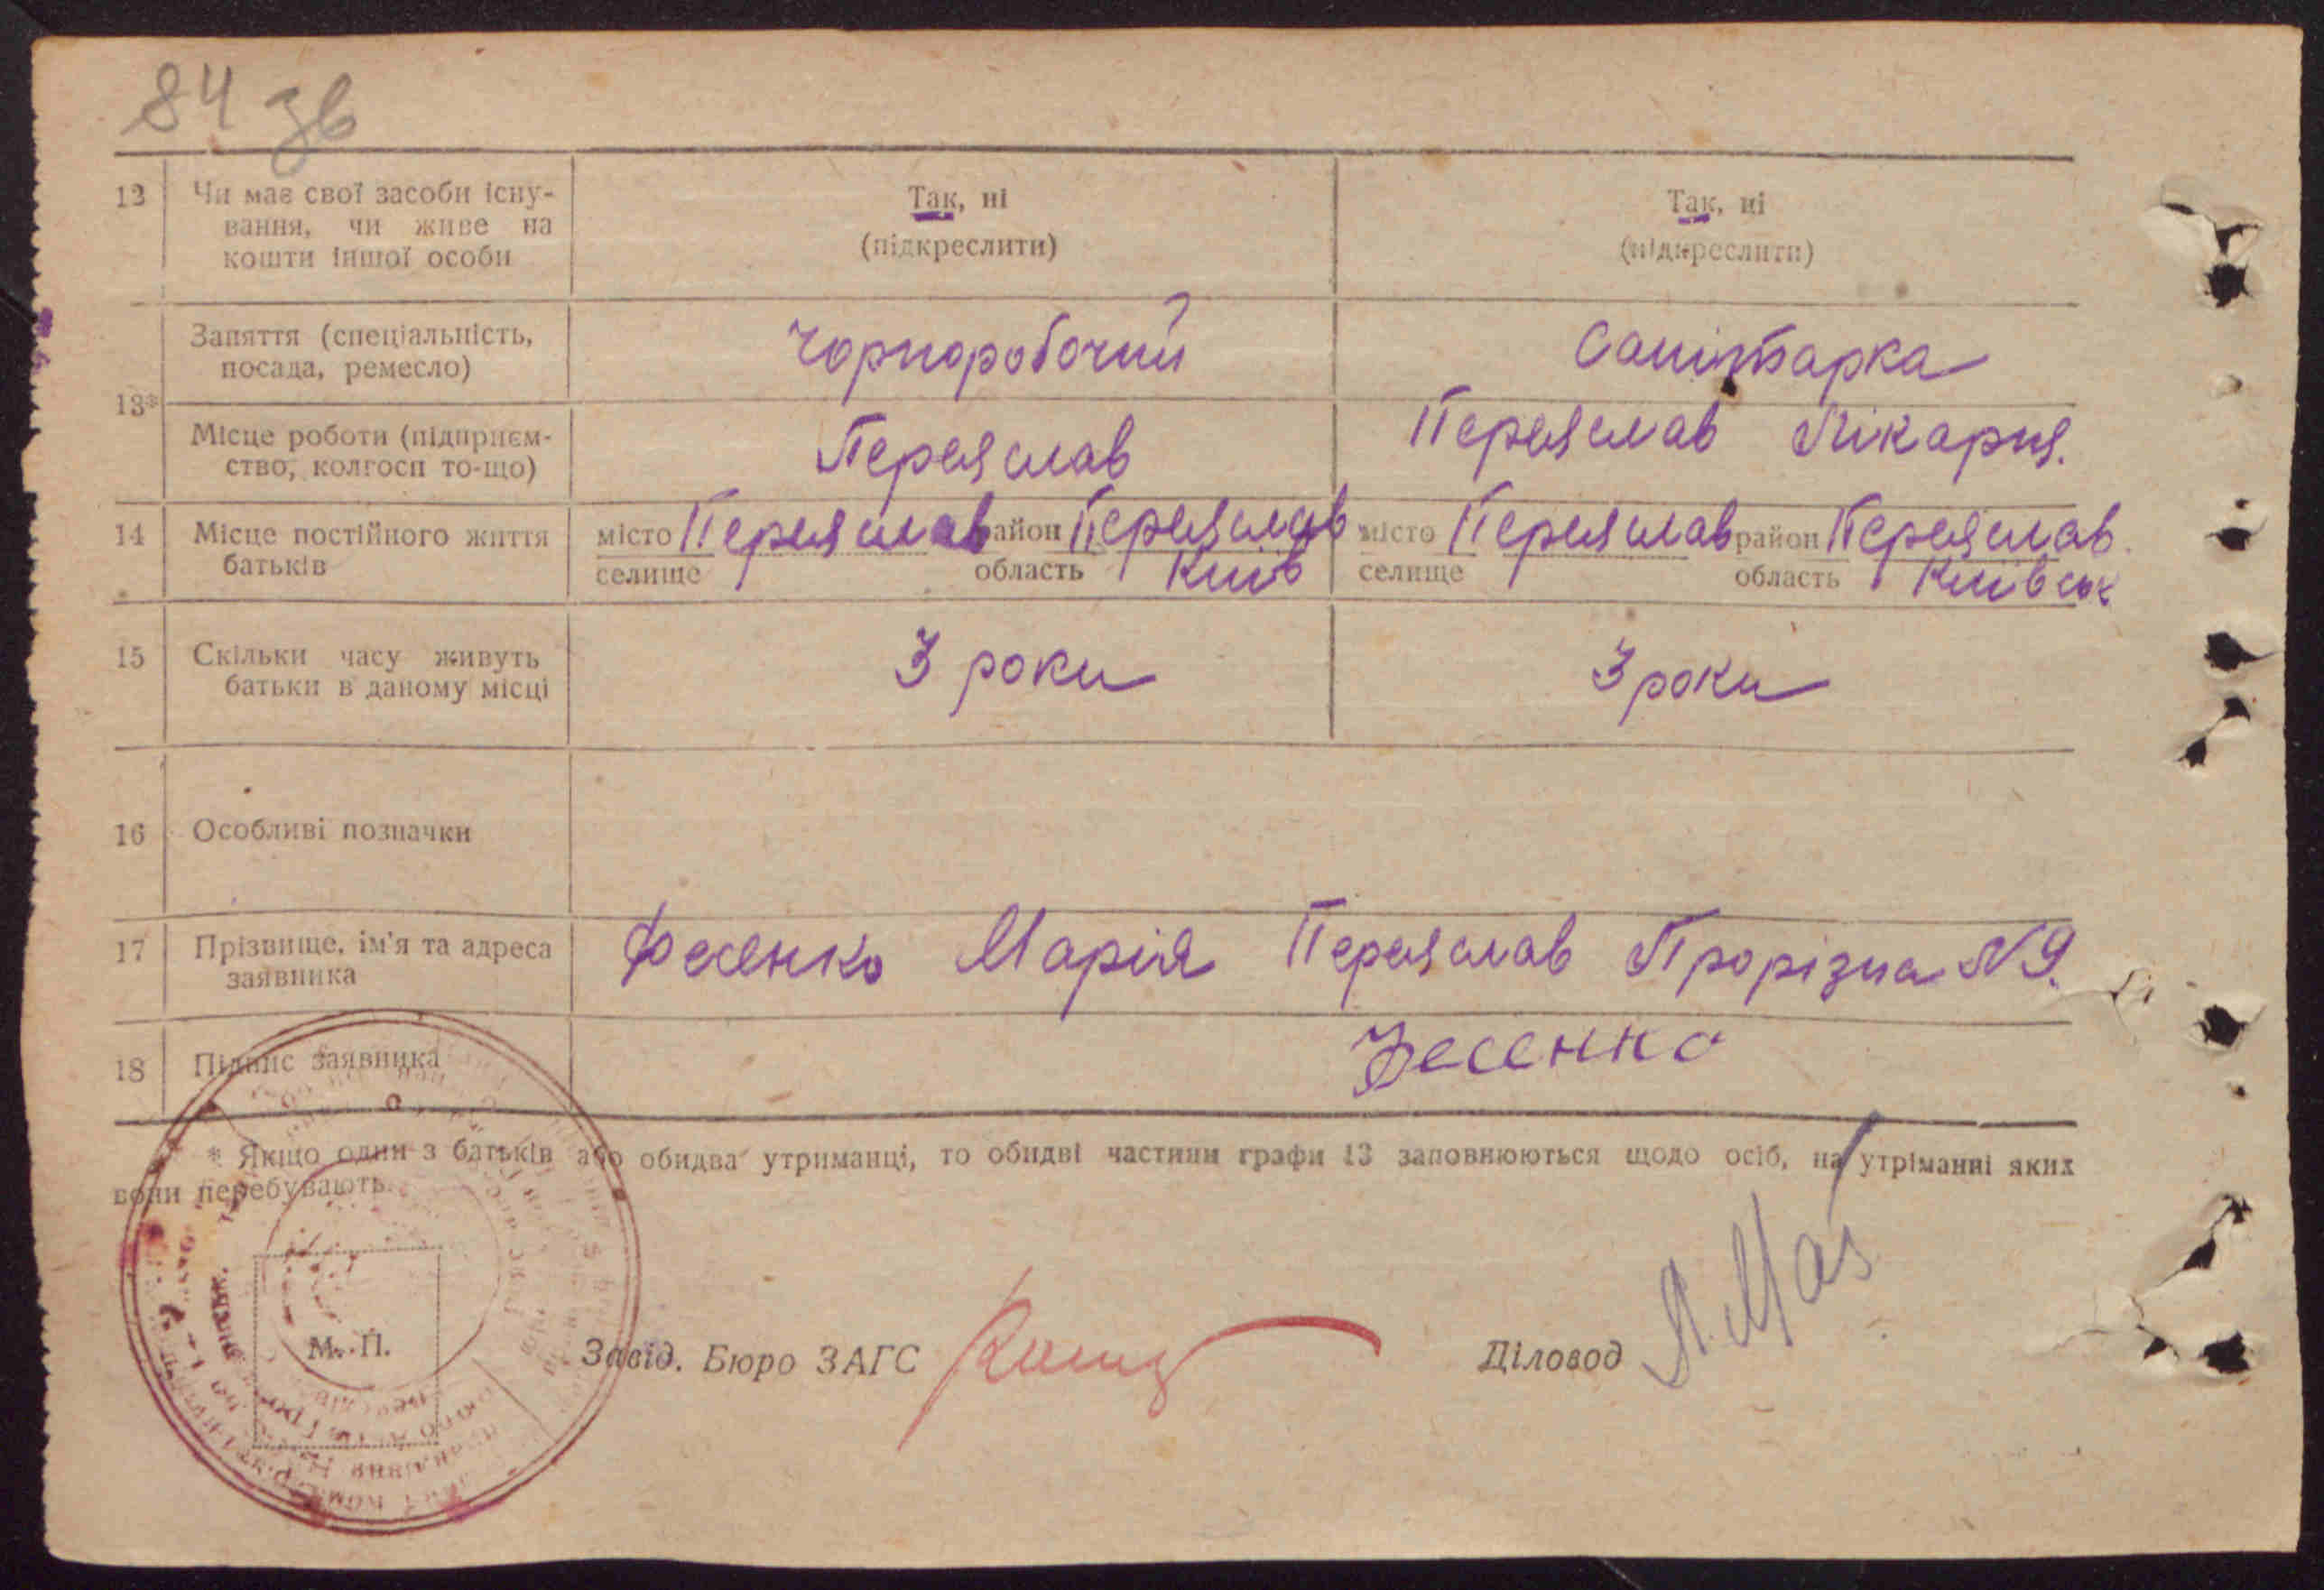 84 зв
12 Чи має свої засоби існу- Так, ні Так, ні
вання, чи живе на (підкреслити) (підкреслити)
кошти іншої особи
13* Заняття (спеціальність, Чорноробочий Санітарка
посада, ремесло)
Місце роботи (підприєм- Переяслав Переяслав Лікарня.
ство, колгосп то-що)
14 Місце постійного життя місто Переяслав район Переяслав місто Переяслав район Переяслав
батьків селище область Київ селище область Київськ
15 Скільки часу живуть 3 роки 3 роки
батьки в даному місці
16 Особливі позначки
17 Прізвище, ім'я та адреса Фесенко Марія Переяслав Прорізна N 9.
заявника
18 Підпис заявника Фесенко
* Якщо один з батьків або обидва утриманці, то обидві частини графи 13 заповнюються щодо осіб, на утріманні яких
вони перебувають.
М. П.
Завід. Бюро ЗАГС Діловод